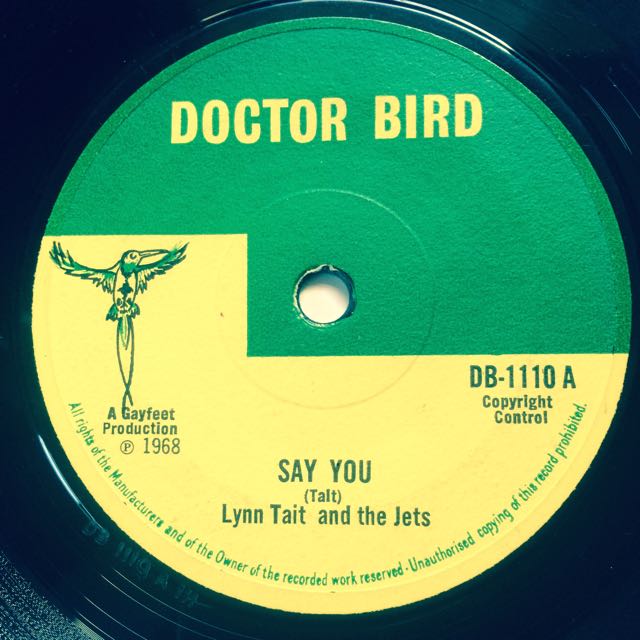 DOCTOR BIRD
DB-1110 A
Copyright
Control
A Gayfeet
Production
℗ 1968
SAY YOU
(Talt)
Lynn Tait and the Jets
All rights of the Manufacturers and of the Owner of the recorded work reserved · Unauthorised copying of this record prohibited.